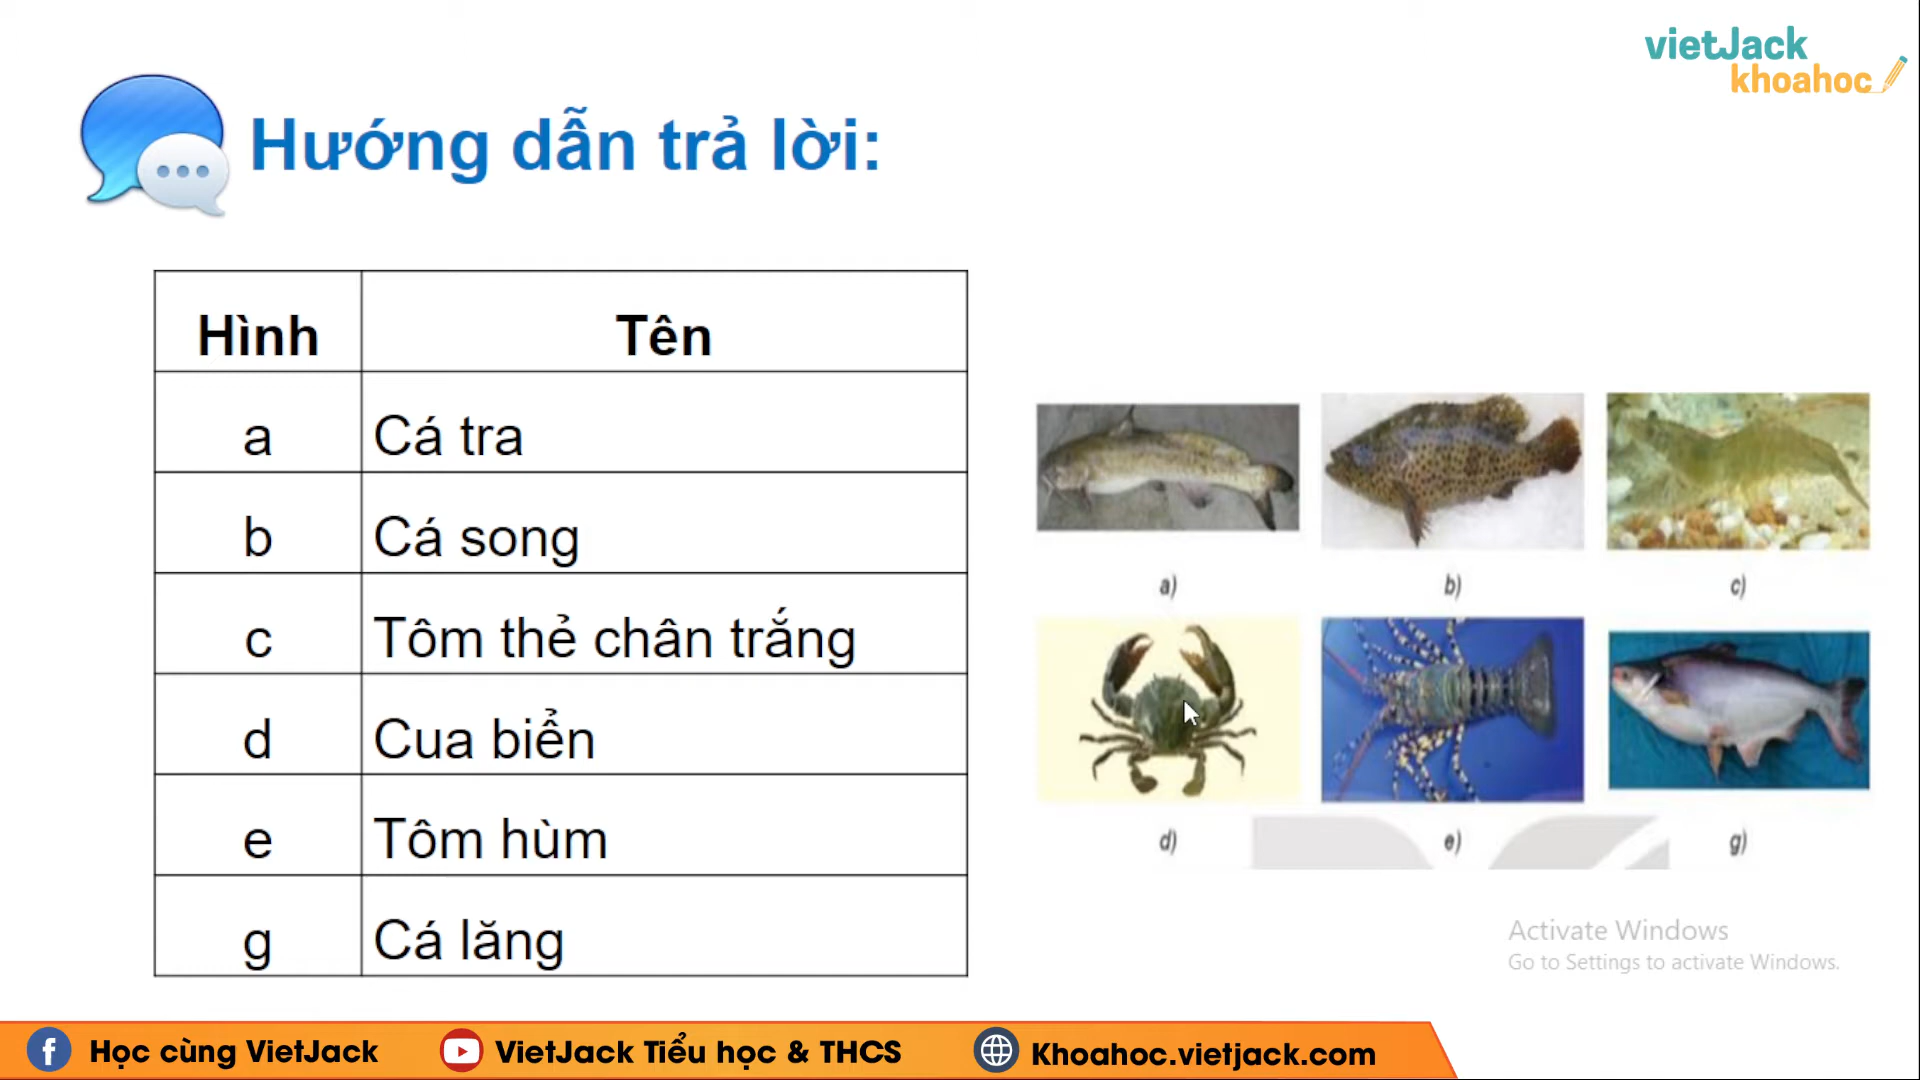 vietJack
khoahoc
Hướng dẫn trả lời:
Hình Tên
a Cá tra
b Cá song
c Tôm thẻ chân trắng
d Cua biển
e Tôm hùm
g Cá lăng
a) b) c)
d) e) g)
Activate Windows
Go to Settings to activate Windows.
Học cùng VietJack VietJack Tiểu học & THCS Khoahoc.vietjack.com